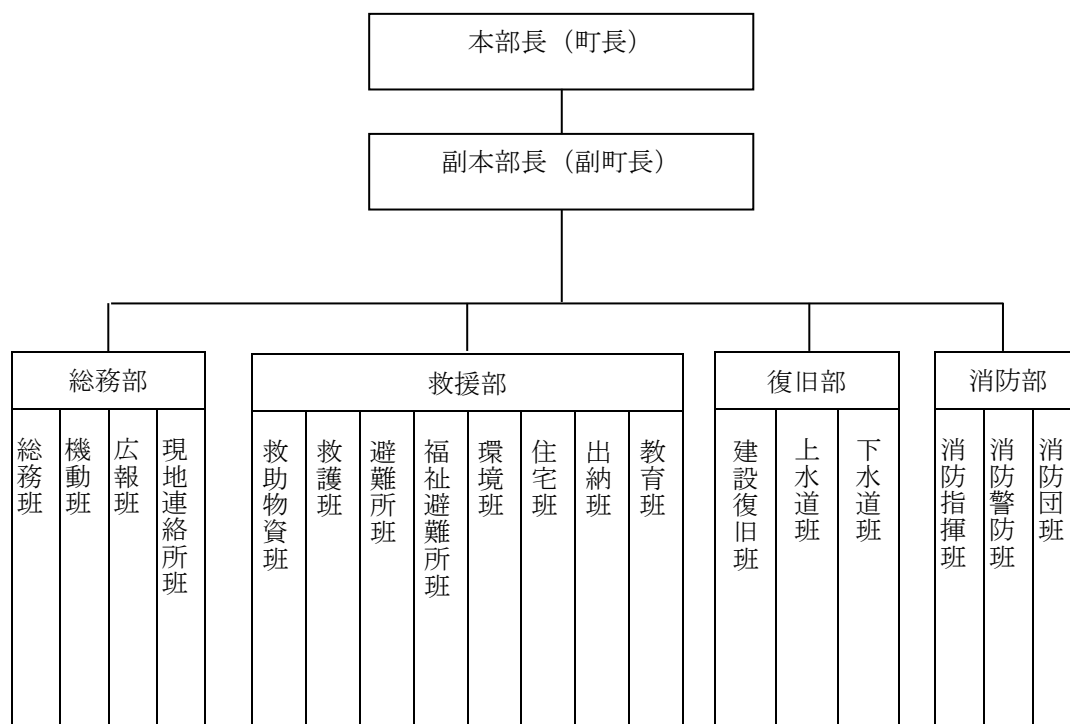 本部長（町長）
副本部長（副町長）
総務部
総務班
機動班
広報班
現地連絡所班
救援部
救助物資班
救護班
避難所班
福祉避難所班
環境班
住宅班
出納班
教育班
復旧部
建設復旧班
上水道班
下水道班
消防部
消防指揮班
消防警防班
消防団班